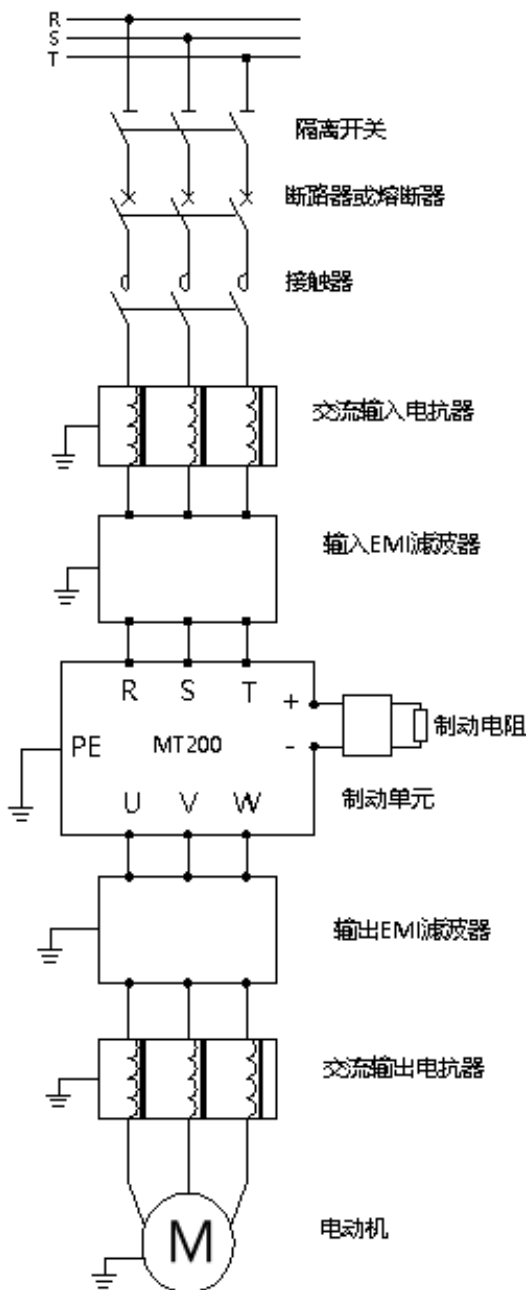 R
S
T
隔离开关
断路器或熔断器
接触器
交流输入电抗器
输入EMI滤波器
R S T
+
制动电阻
PE MT200
-
制动单元
U V W
输出EMI滤波器
交流输出电抗器
M
电动机